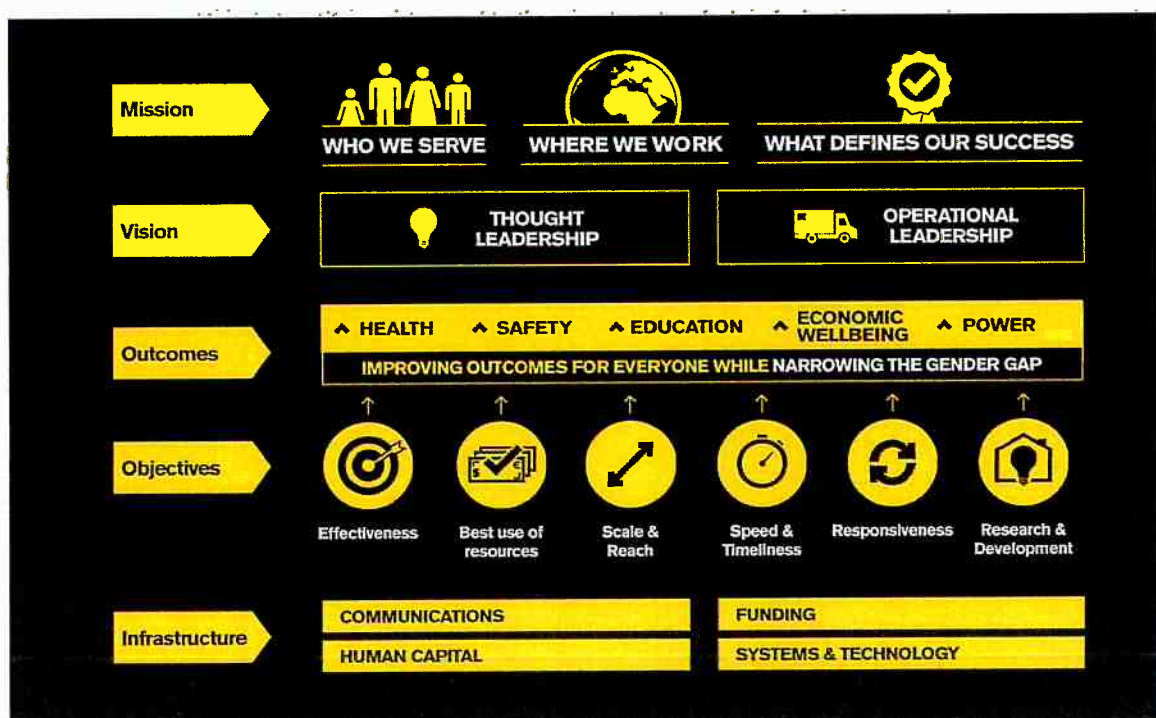 Mission
WHO WE SERVE
WHERE WE WORK
WHAT DEFINES OUR SUCCESS
Vision
THOUGHT
LEADERSHIP
OPERATIONAL
LEADERSHIP
Outcomes
HEALTH
SAFETY
EDUCATION
ECONOMIC
WELLBEING
POWER
IMPROVING OUTCOMES FOR EVERYONE WHILE NARROWING THE GENDER GAP
Objectives
$
€
Effectiveness
Best use of
resources
Scale &
Reach
Speed &
Timeliness
Responsiveness
Research &
Development
Infrastructure
COMMUNICATIONS
FUNDING
HUMAN CAPITAL
SYSTEMS & TECHNOLOGY